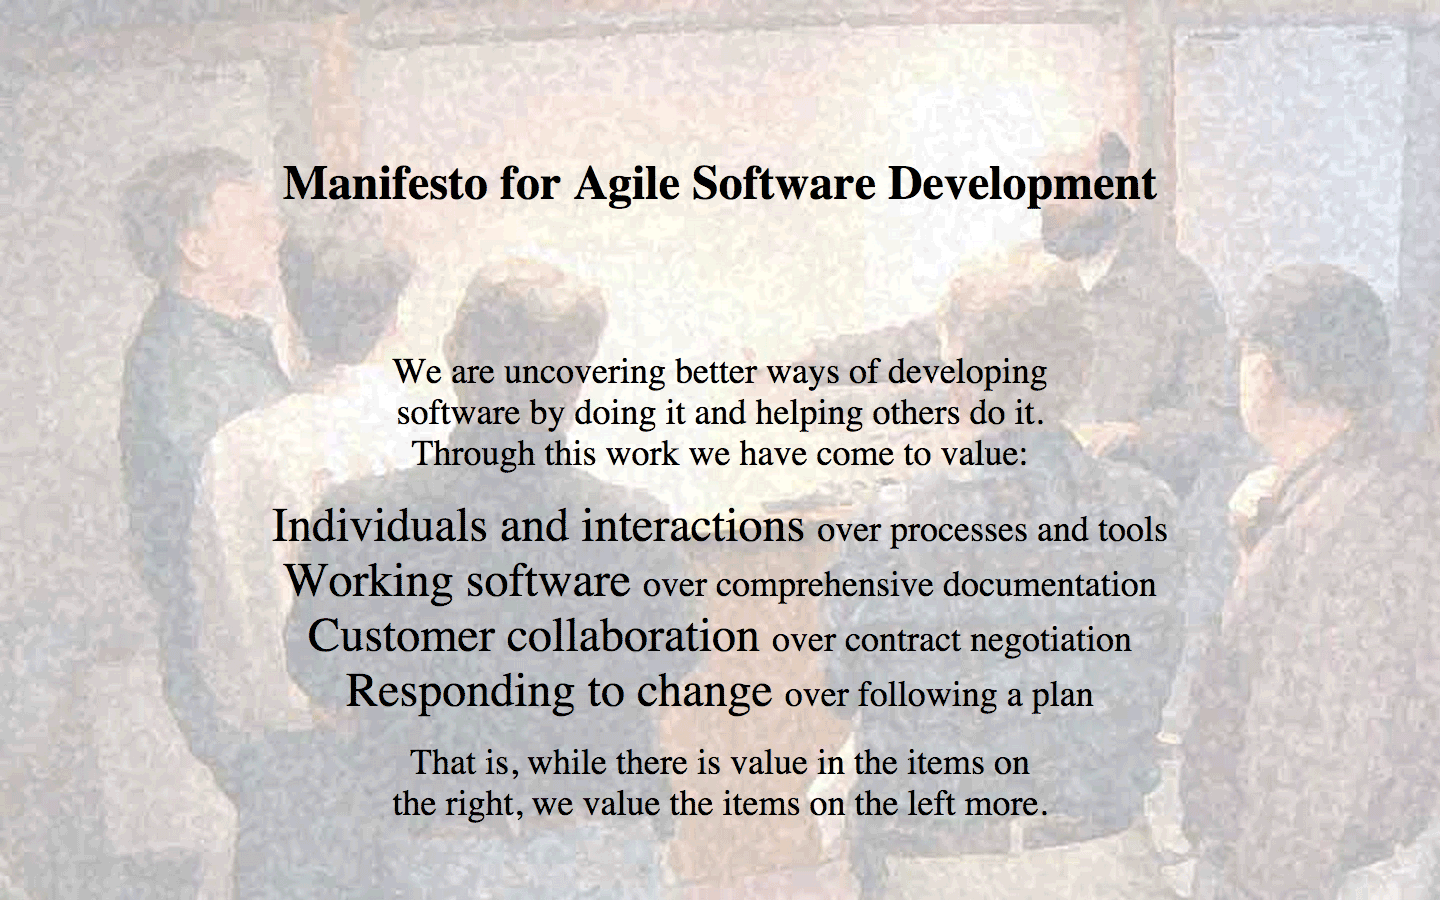 Manifesto for Agile Software Development
We are uncovering better ways of developing
software by doing it and helping others do it.
Through this work we have come to value:
Individuals and interactions over processes and tools
Working software over comprehensive documentation
Customer collaboration over contract negotiation
Responding to change over following a plan
That is, while there is value in the items on
the right, we value the items on the left more.